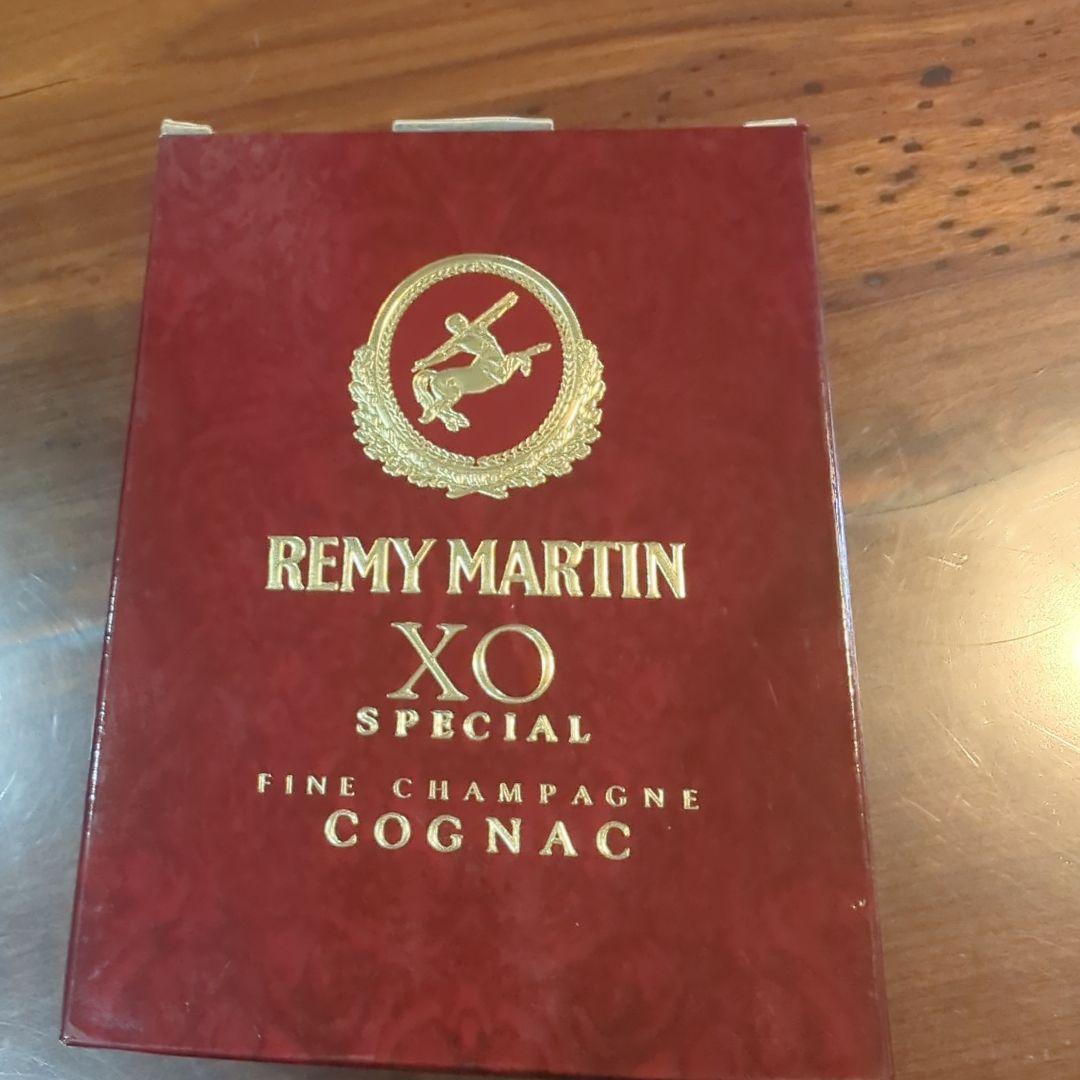 REMY MARTIN
XO
SPECIAL
FINE CHAMPAGNE
COGNAC